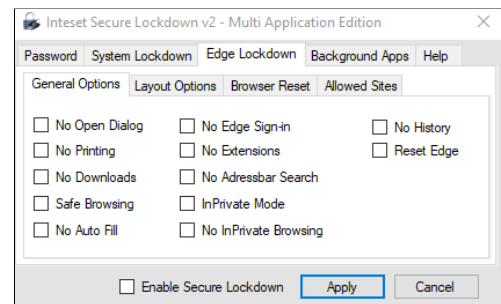 Inteset Secure Lockdown v2 - Multi Application Edition
Password System Lockdown Edge Lockdown Background Apps Help
General Options Layout Options Browser Reset Allowed Sites
No Open Dialog No Edge Sign-in No History
No Printing No Extensions Reset Edge
No Downloads No Adressbar Search
Safe Browsing InPrivate Mode
No Auto Fill No InPrivate Browsing
Enable Secure Lockdown Apply Cancel